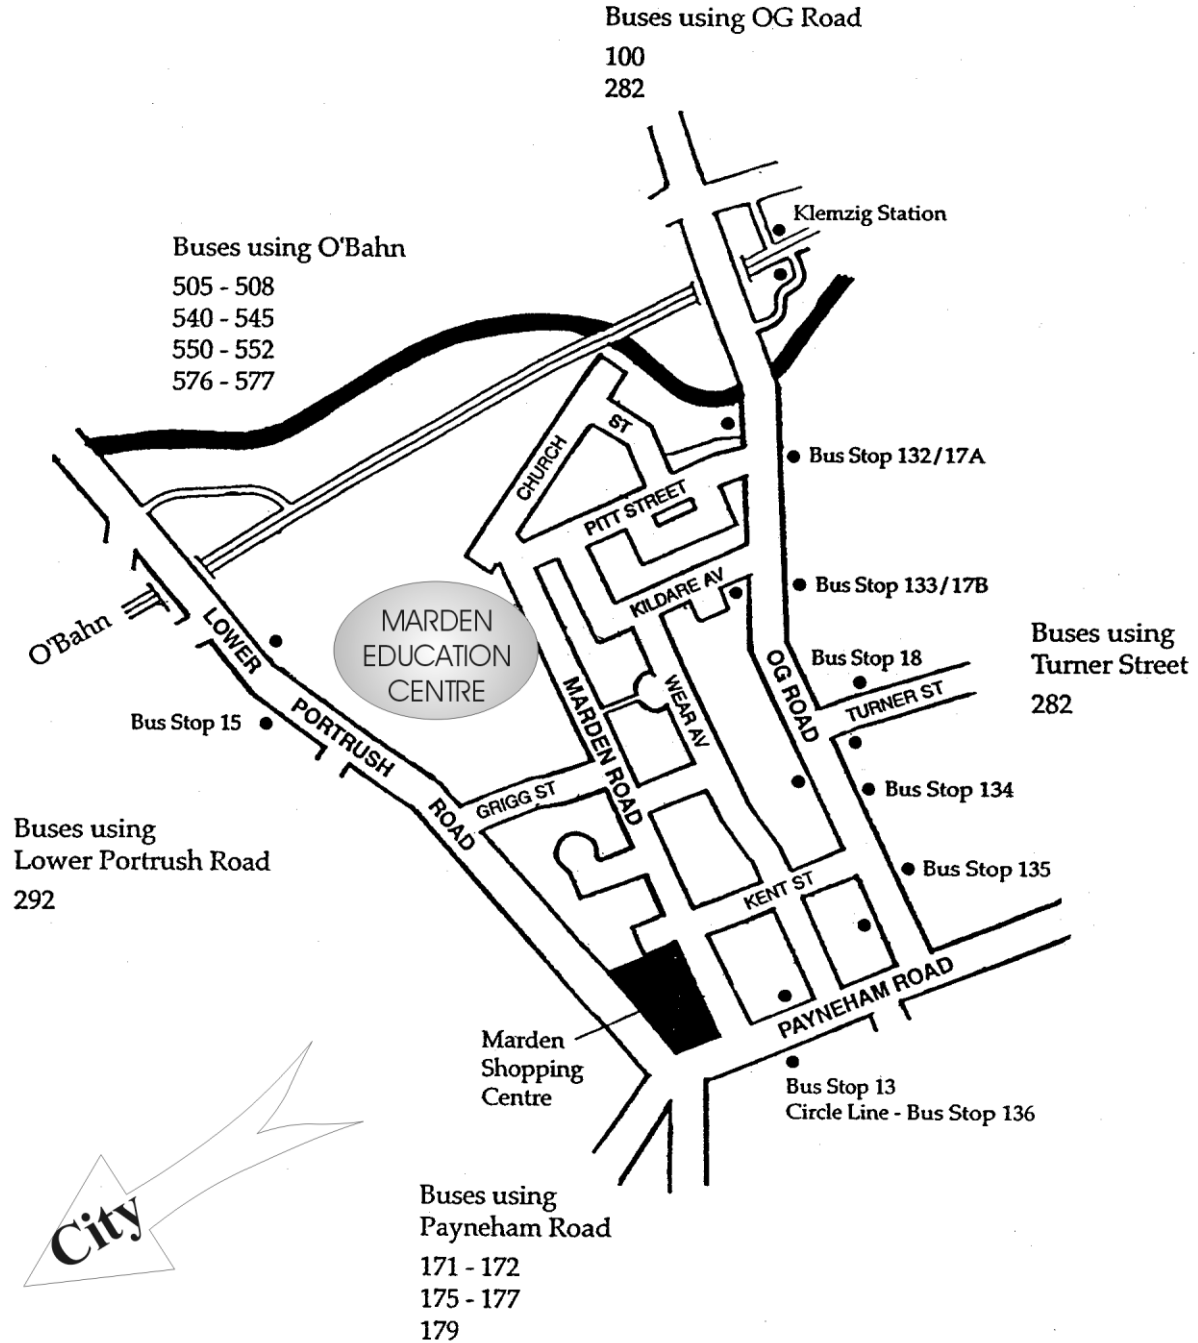 Buses using OG Road
100
282
Klemzig Station
Buses using O'Bahn
505 - 508
540 - 545
550 - 552
576 - 577
CHURCH
ST
PITT STREET
Bus Stop 132/17A
KILDARE AV
Bus Stop 133/17B
O'Bahn
LOWER
PORTRUSH
ROAD
MARDEN
EDUCATION
CENTRE
MARDEN ROAD
WEAR AV
OG ROAD
Bus Stop 18
TURNER ST
Buses using
Turner Street
282
Bus Stop 15
GRIGG ST
Bus Stop 134
Buses using
Lower Portrush Road
292
Bus Stop 135
KENT ST
PAYNEHAM ROAD
Marden
Shopping
Centre
Bus Stop 13
Circle Line - Bus Stop 136
City
Buses using
Payneham Road
171 - 172
175 - 177
179